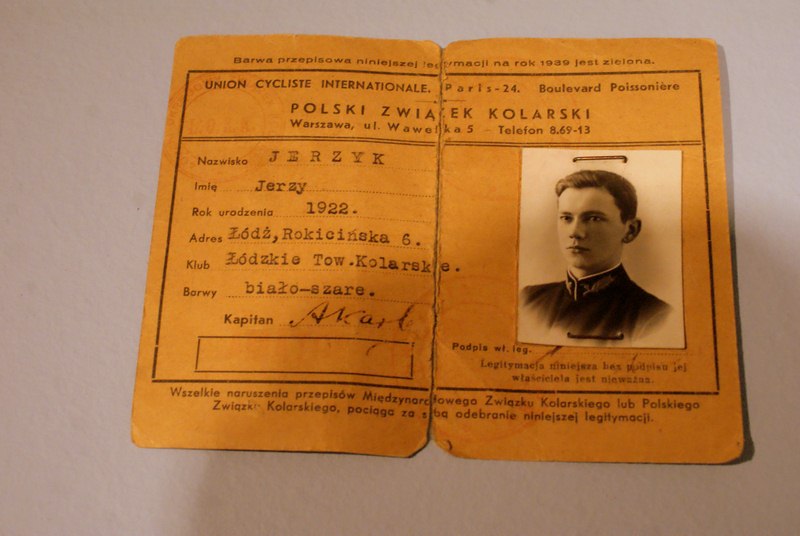 Barwa przepisowa niniejszej legitymacji na rok 1939 jest zielona.
UNION CYCLISTE INTERNATIONALE. Paris-24. Boulevard Poissonière
POLSKI ZWIĄZEK KOLARSKI
Warszawa, ul. Wawelska 5 - Telefon 8.69-13
Nazwisko JERZYK
Imię Jerzy
Rok urodzenia 1922.
Adres Łódź,Rokicińska 6.
Klub Łódzkie Tow.Kolarskie.
Barwy biało-szare.
Kapitan
Podpis wł. leg.
Legitymacja niniejsza bez podpisu jej
właściciela jest nieważna.
Wszelkie naruszenia przepisów Międzynarodowego Związku Kolarskiego lub Polskiego
Związku Kolarskiego, pociąga za sobą odebranie niniejszej legitymacji.